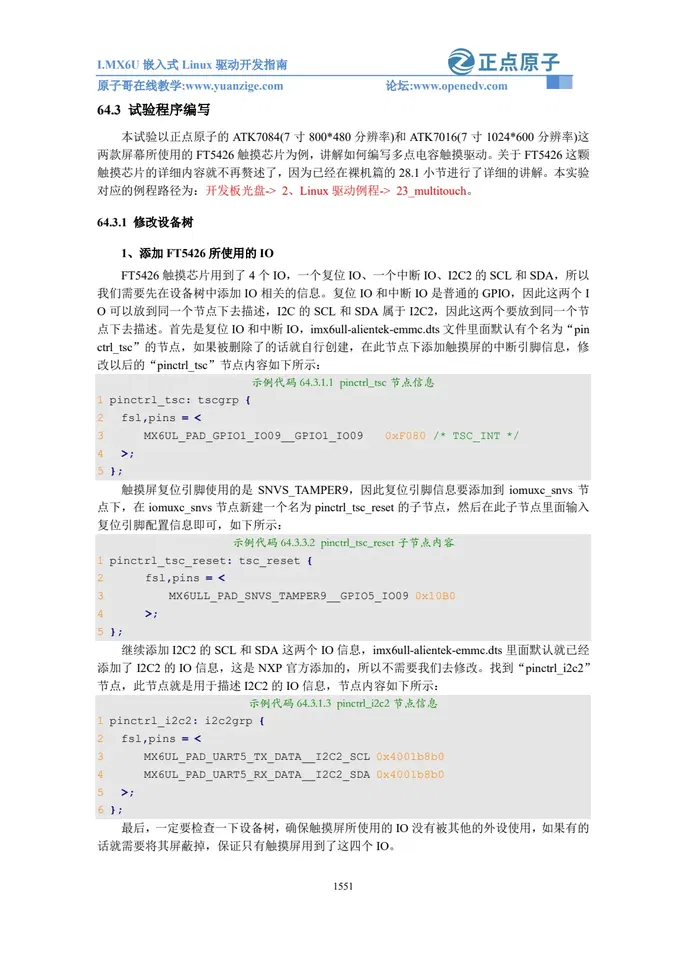 I.MX6U 嵌入式 Linux 驱动开发指南
正点原子
原子哥在线教学:www.yuanzige.com
论坛:www.openedv.com
64.3 试验程序编写
本试验以正点原子的 ATK7084(7 寸 800*480 分辨率)和 ATK7016(7 寸 1024*600 分辨率)这
两款屏幕所使用的 FT5426 触摸芯片为例，讲解如何编写多点电容触摸驱动。关于 FT5426 这颗
触摸芯片的详细内容就不再赘述了，因为已经在裸机篇的 28.1 小节进行了详细的讲解。本实验
对应的例程路径为：开发板光盘-> 2、Linux 驱动例程-> 23_multitouch。
64.3.1 修改设备树
1、添加 FT5426 所使用的 IO
FT5426 触摸芯片用到了 4 个 IO，一个复位 IO、一个中断 IO、I2C2 的 SCL 和 SDA，所以
我们需要先在设备树中添加 IO 相关的信息。复位 IO 和中断 IO 是普通的 GPIO，因此这两个 I
O 可以放到同一个节点下去描述，I2C 的 SCL 和 SDA 属于 I2C2，因此这两个要放到同一个节
点下去描述。首先是复位 IO 和中断 IO，imx6ull-alientek-emmc.dts 文件里面默认有个名为“pin
ctrl_tsc”的节点，如果被删除了的话就自行创建，在此节点下添加触摸屏的中断引脚信息，修
改以后的“pinctrl_tsc”节点内容如下所示：
示例代码 64.3.1.1 pinctrl_tsc 节点信息
1 pinctrl_tsc: tscgrp {
2 fsl,pins = <
3 MX6UL_PAD_GPIO1_IO09__GPIO1_IO09 0xF080 /* TSC_INT */
4 >;
5 };
触摸屏复位引脚使用的是 SNVS_TAMPER9，因此复位引脚信息要添加到 iomuxc_snvs 节
点下，在 iomuxc_snvs 节点新建一个名为 pinctrl_tsc_reset 的子节点，然后在此子节点里面输入
复位引脚配置信息即可，如下所示：
示例代码 64.3.3.2 pinctrl_tsc_reset 子节点内容
1 pinctrl_tsc_reset: tsc_reset {
2 fsl,pins = <
3 MX6ULL_PAD_SNVS_TAMPER9__GPIO5_IO09 0x10B0
4 >;
5 };
继续添加 I2C2 的 SCL 和 SDA 这两个 IO 信息，imx6ull-alientek-emmc.dts 里面默认就已经
添加了 I2C2 的 IO 信息，这是 NXP 官方添加的，所以不需要我们去修改。找到“pinctrl_i2c2”
节点，此节点就是用于描述 I2C2 的 IO 信息，节点内容如下所示：
示例代码 64.3.1.3 pinctrl_i2c2 节点信息
1 pinctrl_i2c2: i2c2grp {
2 fsl,pins = <
3 MX6UL_PAD_UART5_TX_DATA__I2C2_SCL 0x4001b8b0
4 MX6UL_PAD_UART5_RX_DATA__I2C2_SDA 0x4001b8b0
5 >;
6 };
最后，一定要检查一下设备树，确保触摸屏所使用的 IO 没有被其他的外设使用，如果有的
话就需要将其屏蔽掉，保证只有触摸屏用到了这四个 IO。
1551